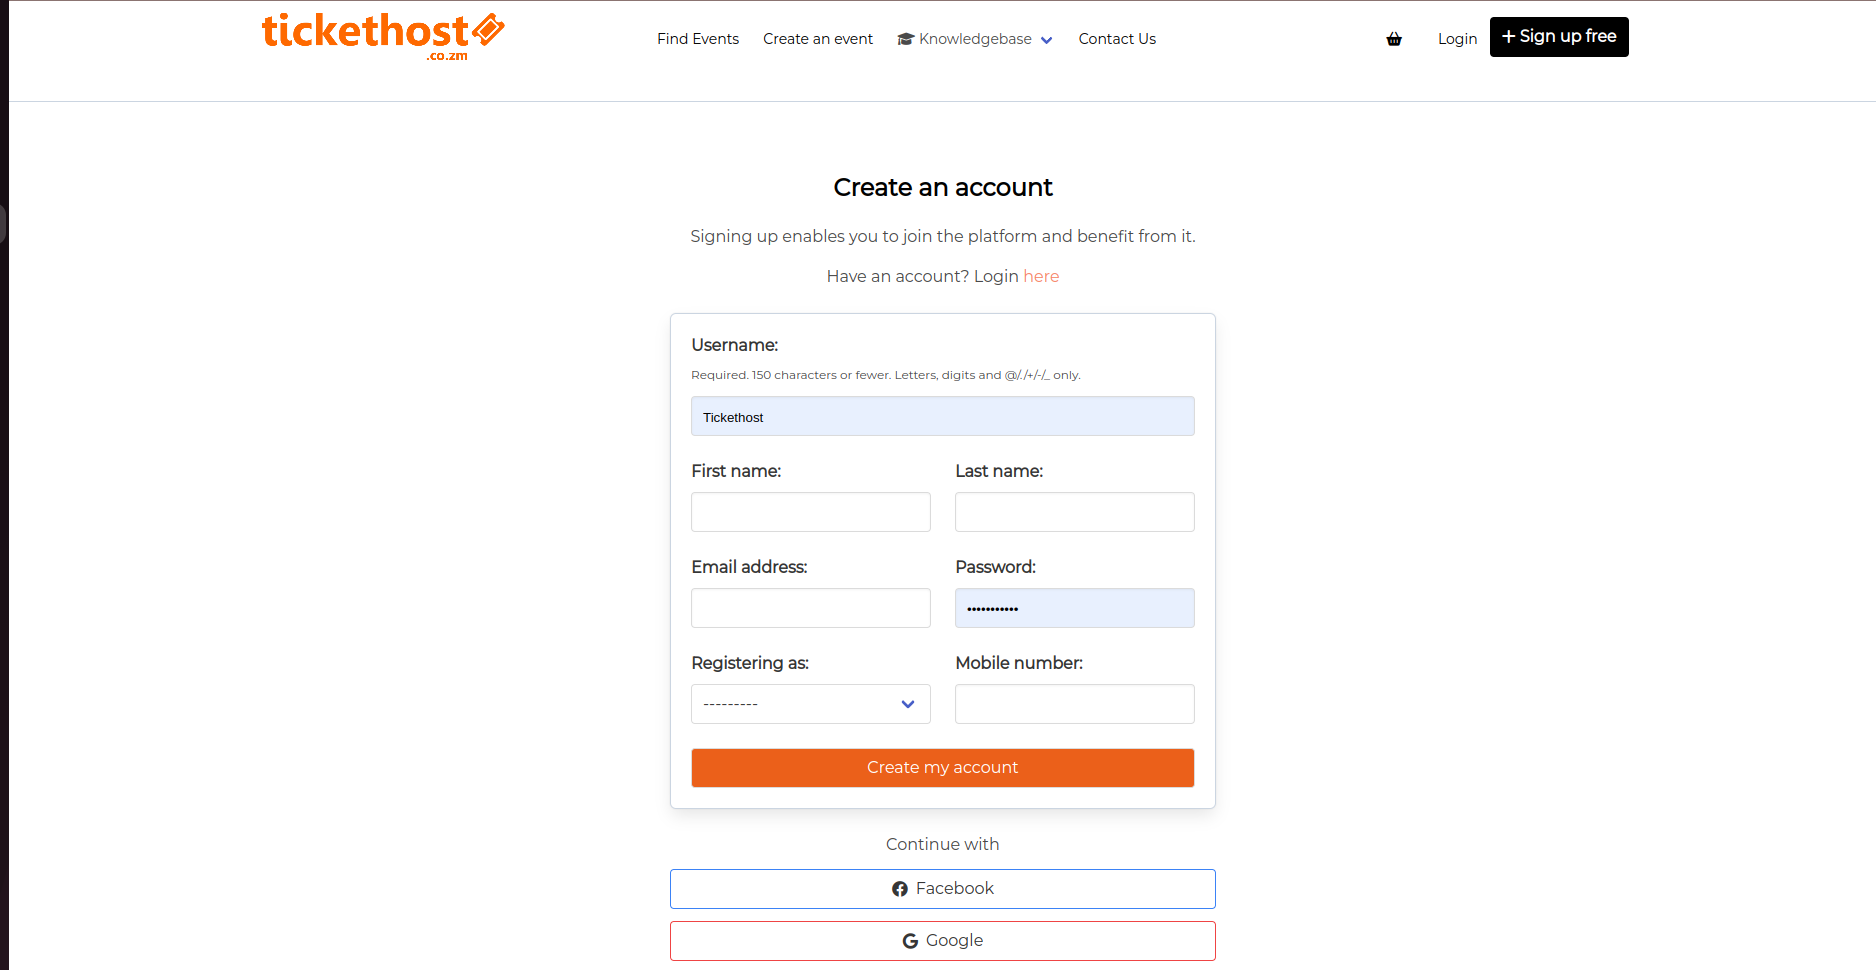 tickethost
.co.zm
Find Events Create an event Knowledgebase Contact Us Login + Sign up free
Create an account
Signing up enables you to join the platform and benefit from it.
Have an account? Login here
Username:
Required. 150 characters or fewer. Letters, digits and @/./+/-/_ only.
Tickethost
First name: Last name:
Email address: Password:
•••••••••••
Registering as: Mobile number:
---------
Create my account
Continue with
Facebook
Google